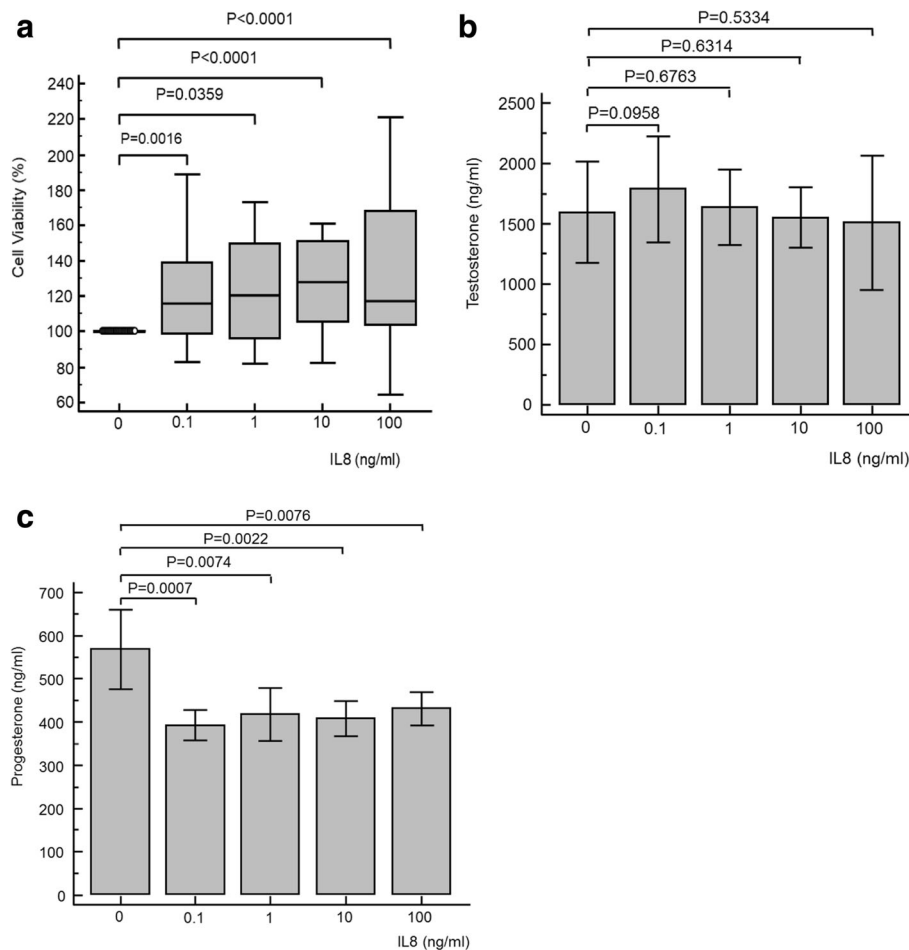 a
P<0.0001
P<0.0001
P=0.0359
P=0.0016
240
220
200
180
160
140
120
100
80
60
Cell Viability (%)
0 0.1 1 10 100
IL8 (ng/ml)
b
P=0.5334
P=0.6314
P=0.6763
P=0.0958
2500
2000
1500
1000
500
0
Testosterone (ng/ml)
0 0.1 1 10 100
IL8 (ng/ml)
c
P=0.0076
P=0.0022
P=0.0074
P=0.0007
700
600
500
400
300
200
100
0
Progesterone (ng/ml)
0 0.1 1 10 100
IL8 (ng/ml)